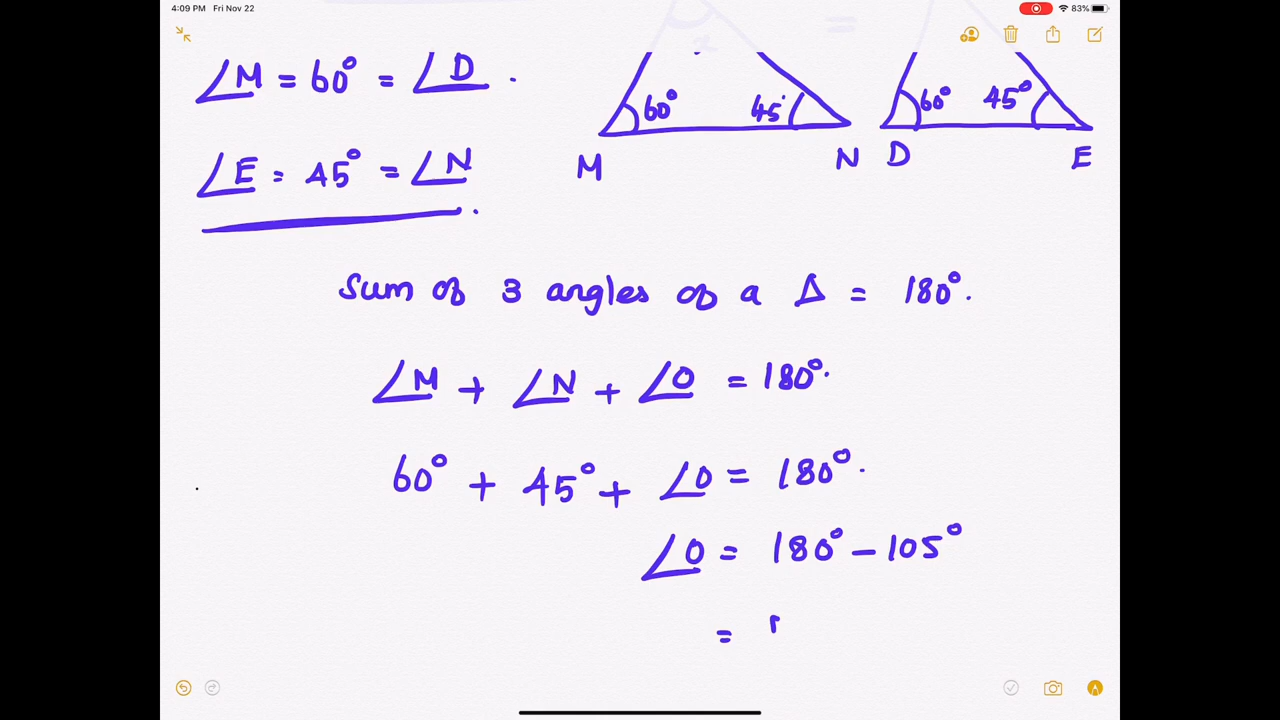 4:09 PM Fri Nov 22
83%
∠M = 60° = ∠D .
60° 45°
60° 45°
M N D E
∠E = 45° = ∠N .
Sum of 3 angles of a Δ = 180°.
∠M + ∠N + ∠O = 180°.
60° + 45° + ∠O = 180°.
∠O = 180° - 105°
=